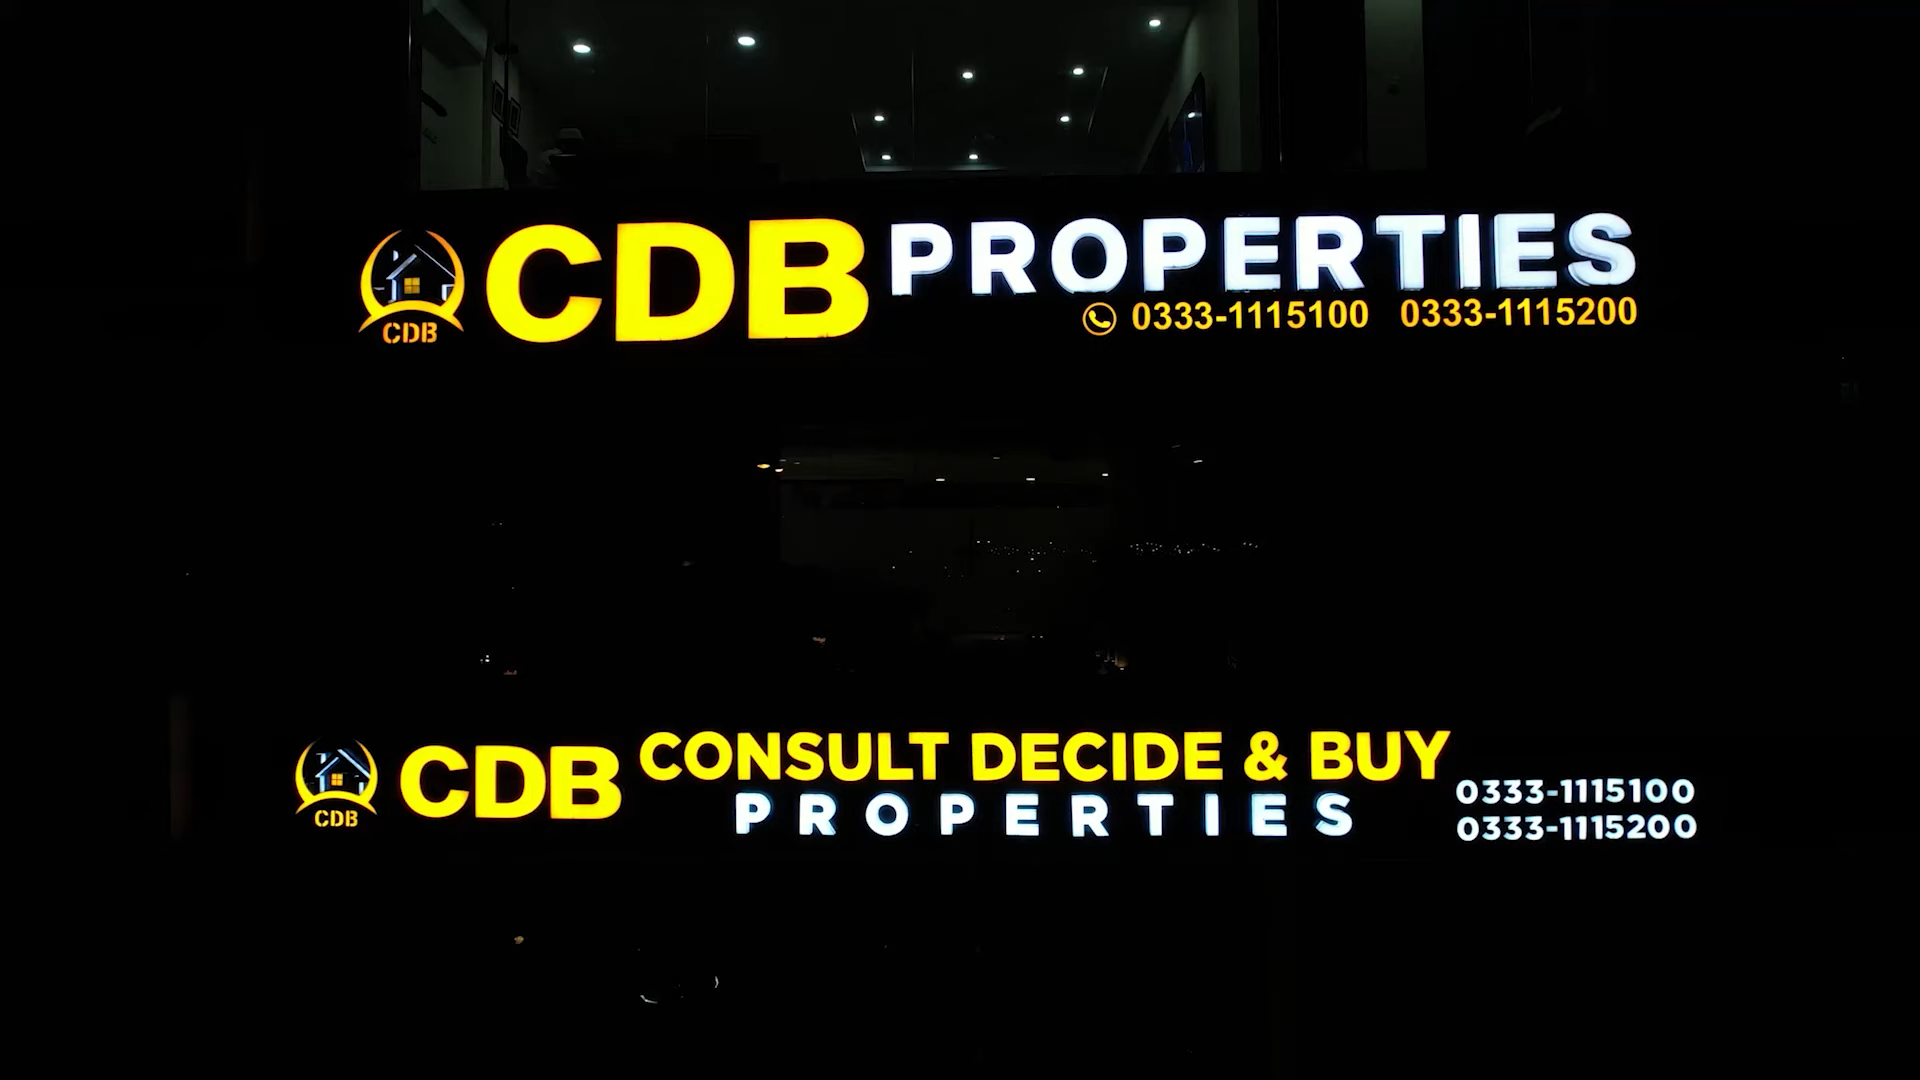 CDB PROPERTIES
CDB
0333-1115100 0333-1115200
CDB CONSULT DECIDE & BUY
PROPERTIES
CDB
0333-1115100
0333-1115200